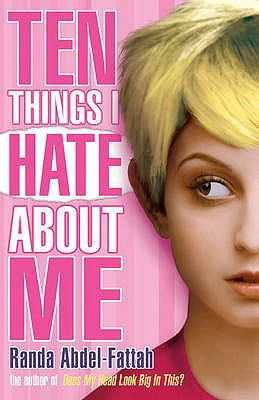 TEN
THINGS I
HATE
ABOUT
ME
Randa Abdel-Fattah
the author of Does My Head Look Big In This?